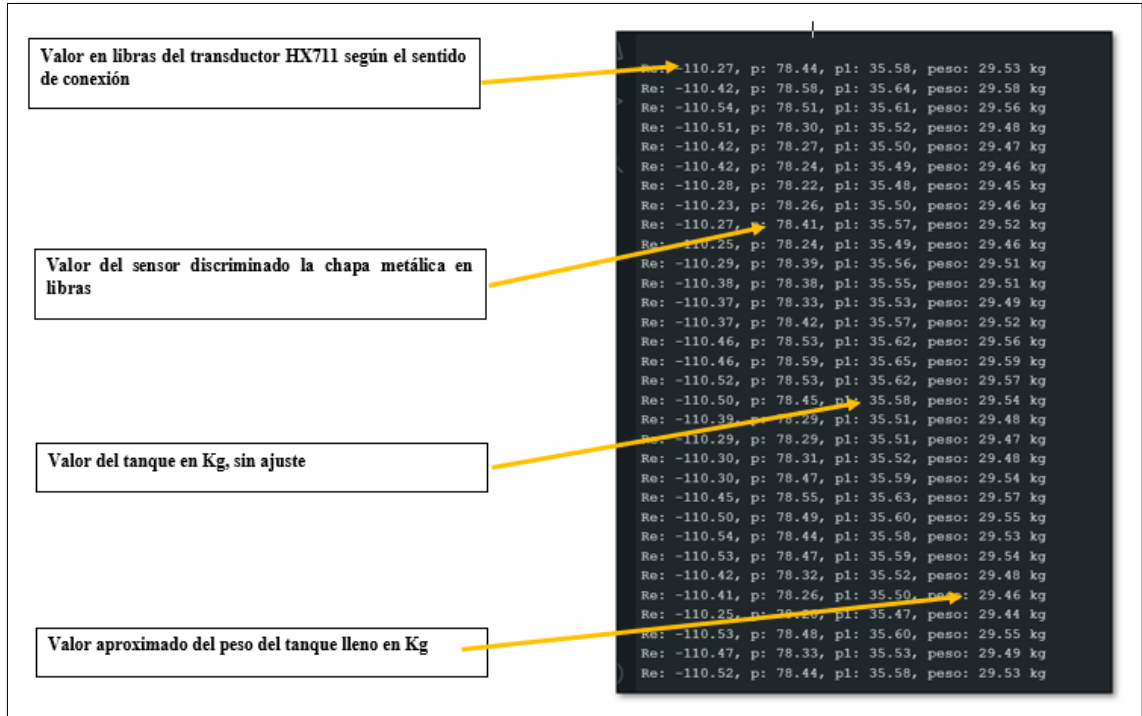 Valor en libras del transductor HX711 según el sentido
de conexión
Valor del sensor discriminado la chapa metálica en
libras
Valor del tanque en Kg, sin ajuste
Valor aproximado del peso del tanque lleno en Kg
Re: -110.27, p: 78.44, p1: 35.58, peso: 29.53 kg
Re: -110.42, p: 78.58, p1: 35.64, peso: 29.58 kg
Re: -110.54, p: 78.51, p1: 35.61, peso: 29.56 kg
Re: -110.51, p: 78.30, p1: 35.52, peso: 29.48 kg
Re: -110.42, p: 78.27, p1: 35.50, peso: 29.47 kg
Re: -110.42, p: 78.24, p1: 35.49, peso: 29.46 kg
Re: -110.28, p: 78.22, p1: 35.48, peso: 29.45 kg
Re: -110.23, p: 78.26, p1: 35.50, peso: 29.46 kg
Re: -110.27, p: 78.41, p1: 35.57, peso: 29.52 kg
Re: -110.25, p: 78.24, p1: 35.49, peso: 29.46 kg
Re: -110.29, p: 78.39, p1: 35.56, peso: 29.51 kg
Re: -110.38, p: 78.38, p1: 35.55, peso: 29.51 kg
Re: -110.37, p: 78.33, p1: 35.53, peso: 29.49 kg
Re: -110.37, p: 78.42, p1: 35.57, peso: 29.52 kg
Re: -110.46, p: 78.53, p1: 35.62, peso: 29.56 kg
Re: -110.46, p: 78.59, p1: 35.65, peso: 29.59 kg
Re: -110.52, p: 78.53, p1: 35.62, peso: 29.57 kg
Re: -110.50, p: 78.45, p1: 35.58, peso: 29.54 kg
Re: -110.39, p: 78.29, p1: 35.51, peso: 29.48 kg
Re: -110.29, p: 78.29, p1: 35.51, peso: 29.47 kg
Re: -110.30, p: 78.31, p1: 35.52, peso: 29.48 kg
Re: -110.30, p: 78.47, p1: 35.59, peso: 29.54 kg
Re: -110.45, p: 78.55, p1: 35.63, peso: 29.57 kg
Re: -110.50, p: 78.49, p1: 35.60, peso: 29.55 kg
Re: -110.54, p: 78.44, p1: 35.58, peso: 29.53 kg
Re: -110.53, p: 78.47, p1: 35.59, peso: 29.54 kg
Re: -110.42, p: 78.32, p1: 35.52, peso: 29.48 kg
Re: -110.41, p: 78.26, p1: 35.50, peso: 29.46 kg
Re: -110.25, p: p1: 35.47, peso: 29.44 kg
Re: -110.53, p: 78.48, p1: 35.60, peso: 29.55 kg
Re: -110.47, p: 78.33, p1: 35.53, peso: 29.49 kg
Re: -110.52, p: 78.44, p1: 35.58, peso: 29.53 kg